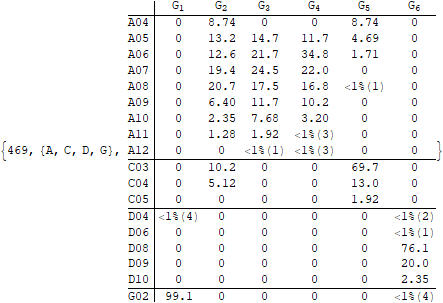 G1 G2 G3 G4 G5 G6
A04 0 8.74 0 0 8.74 0
A05 0 13.2 14.7 11.7 4.69 0
A06 0 12.6 21.7 34.8 1.71 0
A07 0 19.4 24.5 22.0 0 0
A08 0 20.7 17.5 16.8 <1%(1) 0
A09 0 6.40 11.7 10.2 0 0
A10 0 2.35 7.68 3.20 0 0
A11 0 1.28 1.92 <1%(3) 0 0
{469, {A, C, D, G}, A12 0 0 <1%(1) <1%(3) 0 0 }
C03 0 10.2 0 0 69.7 0
C04 0 5.12 0 0 13.0 0
C05 0 0 0 0 1.92 0
D04 <1%(4) 0 0 0 0 <1%(2)
D06 0 0 0 0 0 <1%(1)
D08 0 0 0 0 0 76.1
D09 0 0 0 0 0 20.0
D10 0 0 0 0 0 2.35
G02 99.1 0 0 0 0 <1%(4)